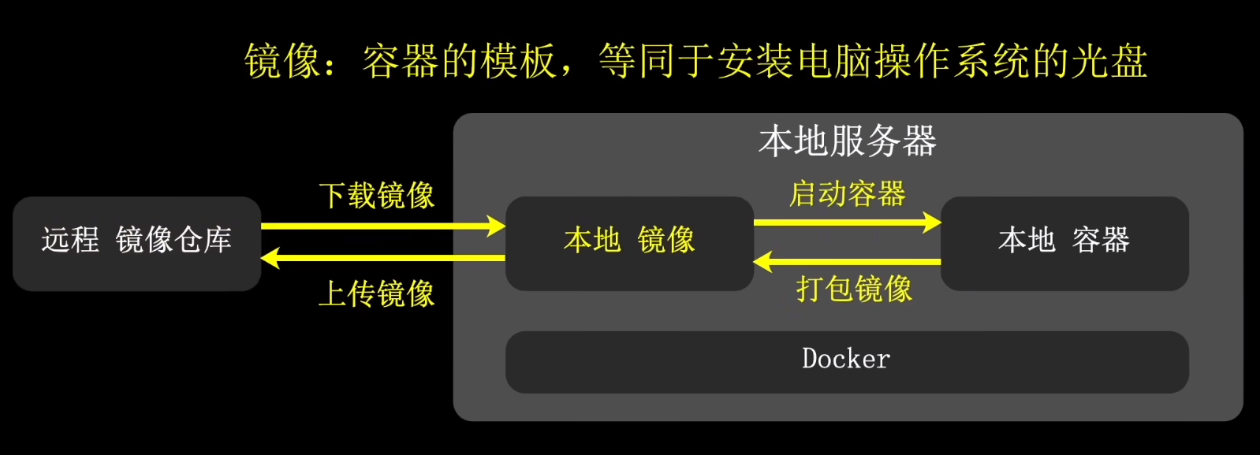 镜像：容器的模板，等同于安装电脑操作系统的光盘
本地服务器
下载镜像
启动容器
远程 镜像仓库
本地 镜像
本地 容器
上传镜像
打包镜像
Docker